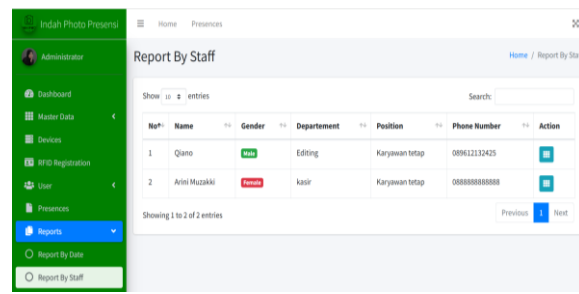 Indah Photo Presensi
Home Presences
Administrator
Report By Staff
Home / Report By Sta
Dashboard
Master Data
Devices
RFID Registration
User
Presences
Reports
Report By Date
Report By Staff
Show 10 entries
Search:
No Name Gender Departement Position Phone Number Action
1 Qiano Male Editing Karyawan tetap 089612132425
2 Arini Muzakki Female kasir Karyawan tetap 0888888888888
Showing 1 to 2 of 2 entries
Previous 1 Next